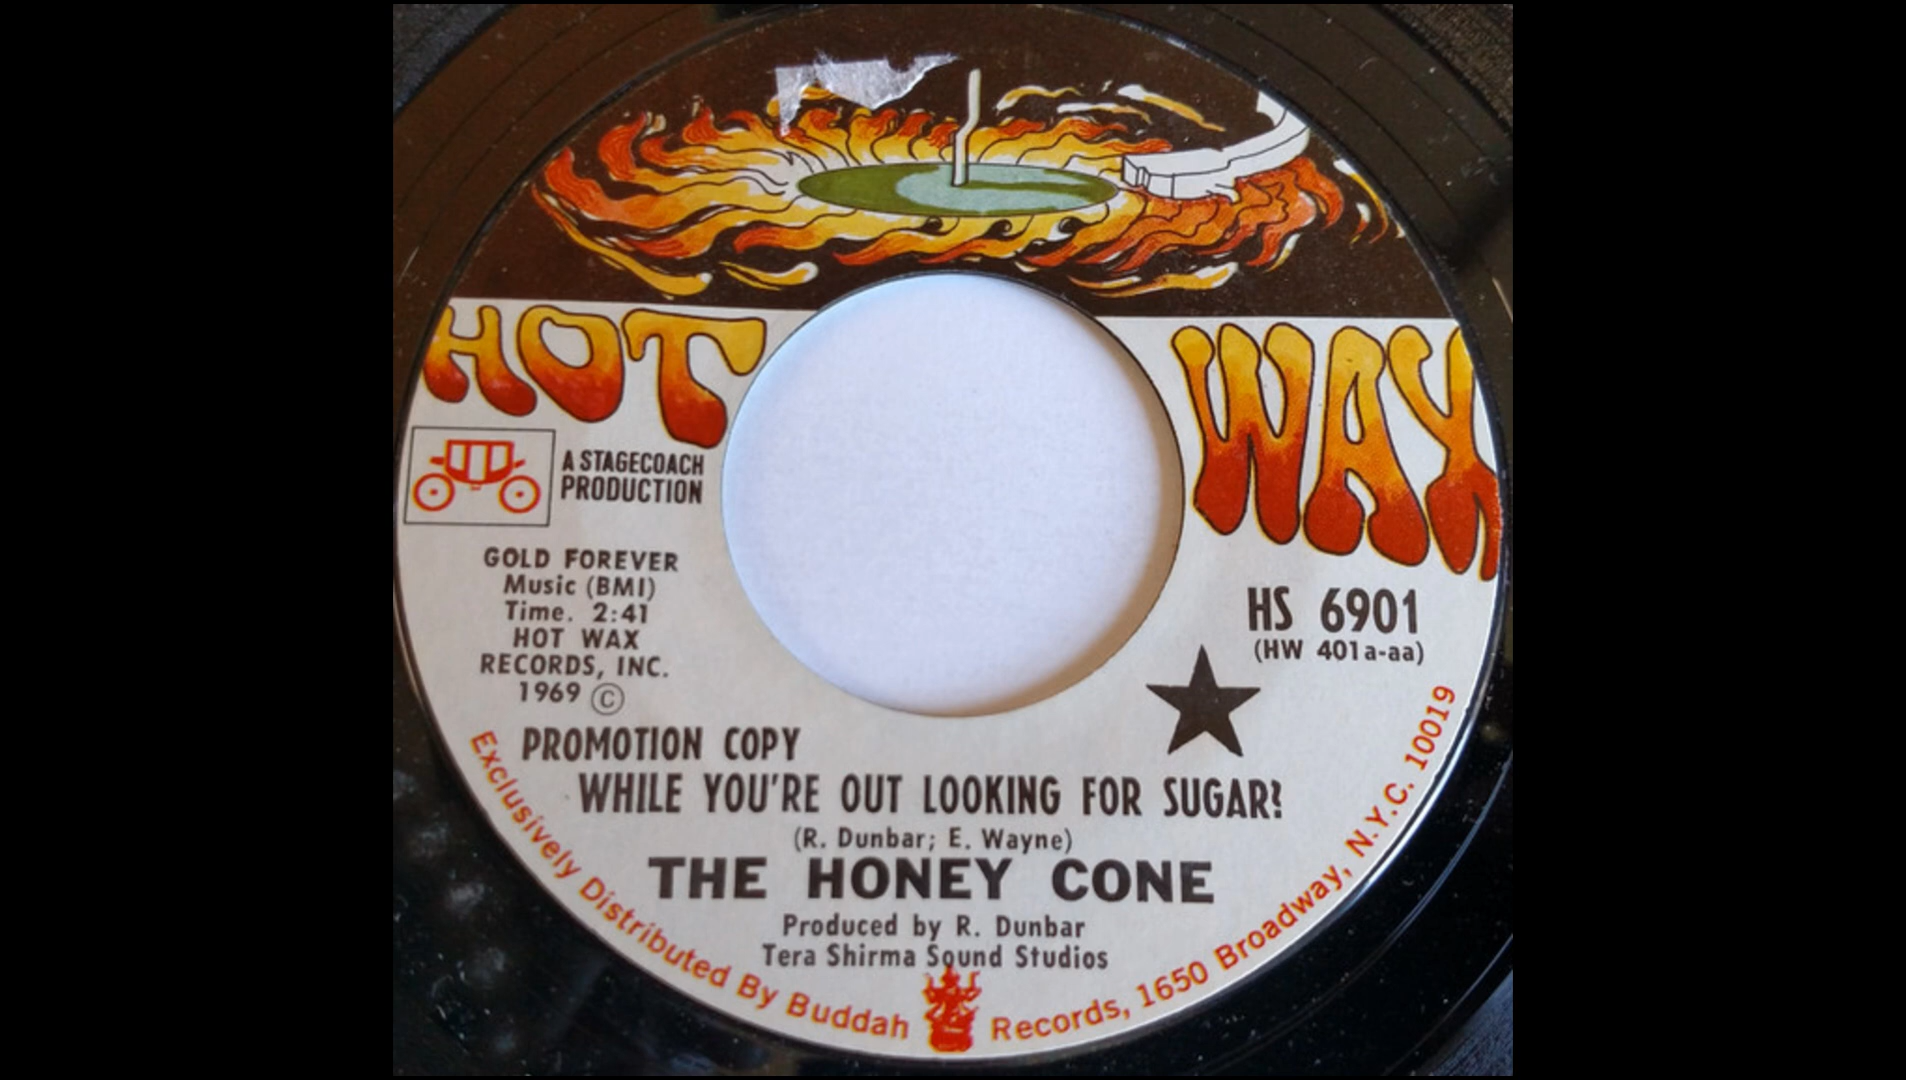 HOT WAX
A STAGECOACH
PRODUCTION
GOLD FOREVER
Music (BMI)
Time. 2:41
HOT WAX
RECORDS, INC.
1969 ©
HS 6901
(HW 401a-aa)
PROMOTION COPY
WHILE YOU'RE OUT LOOKING FOR SUGAR?
(R. Dunbar; E. Wayne)
THE HONEY CONE
Produced by R. Dunbar
Tera Shirma Sound Studios
Exclusively Distributed By Buddah Records, 1650 Broadway, N.Y.C. 10019